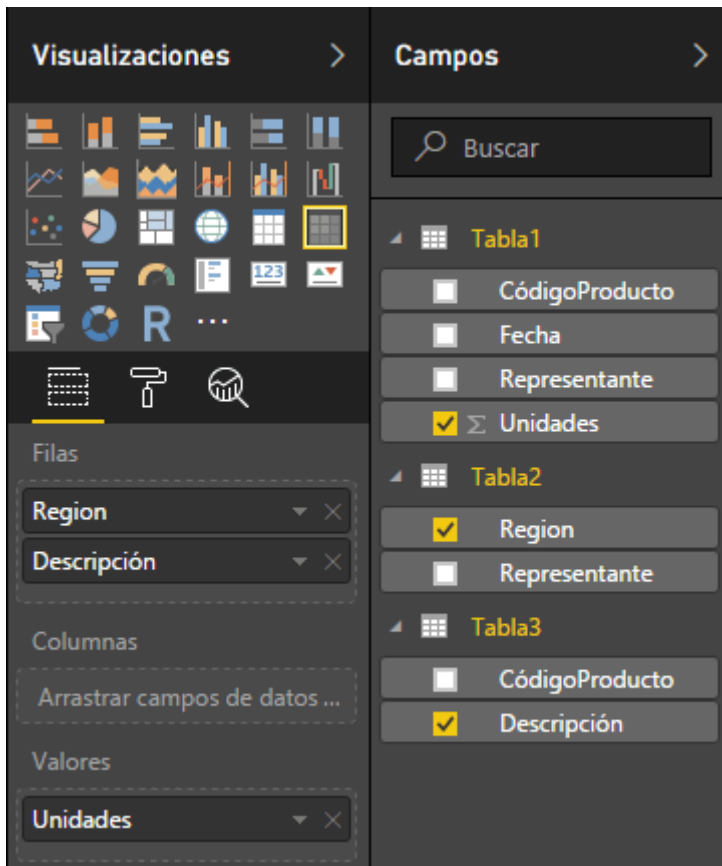 Visualizaciones
123
R
...
Filas
Region
Descripción
Columnas
Arrastrar campos de datos ...
Valores
Unidades
Campos
Buscar
Tabla1
CódigoProducto
Fecha
Representante
Σ Unidades
Tabla2
Region
Representante
Tabla3
CódigoProducto
Descripción